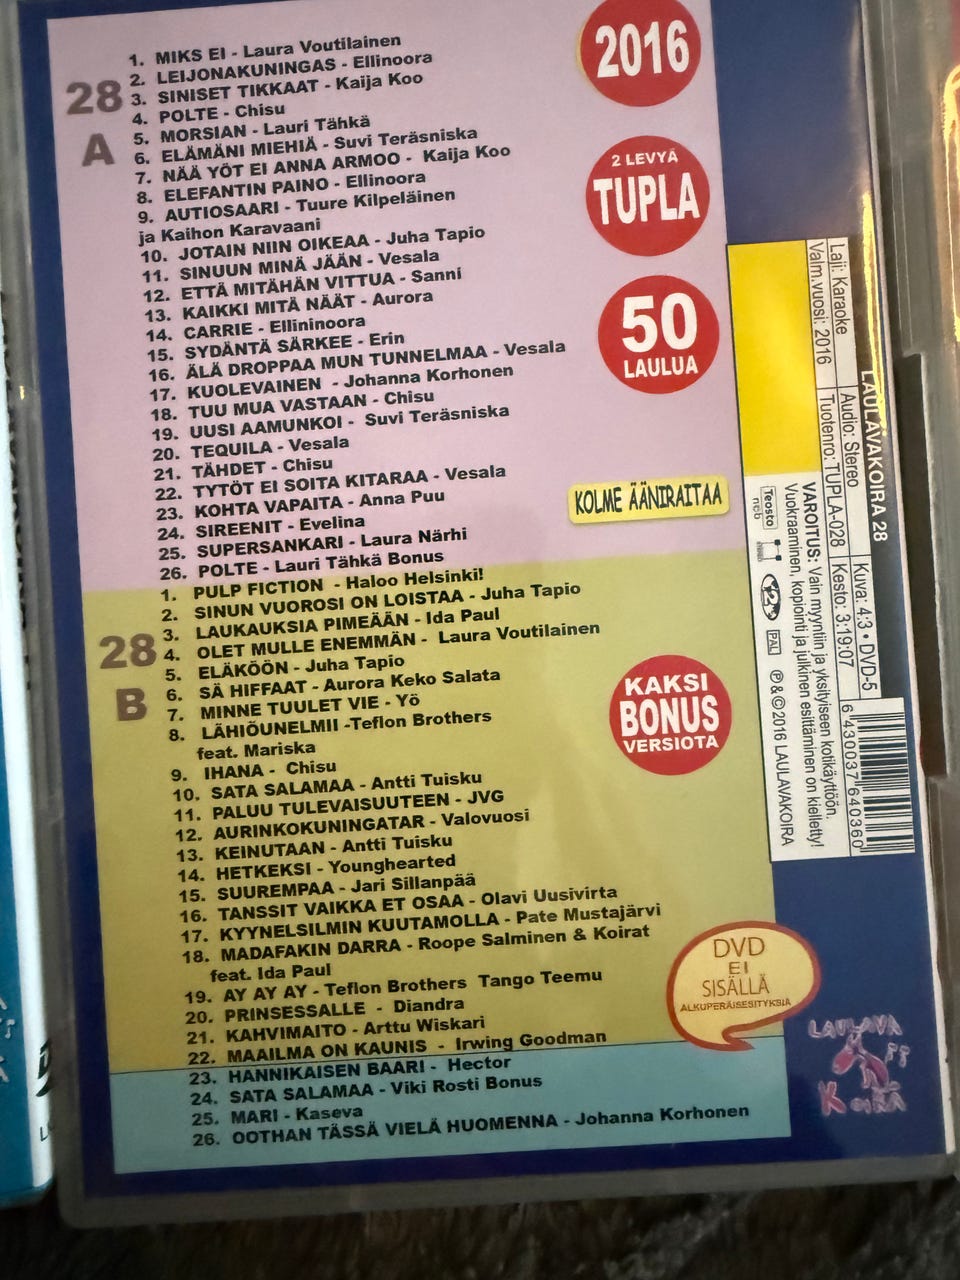 28
A
1. MIKS EI - Laura Voutilainen
2. LEIJONAKUNINGAS - Ellinoora
3. SINISET TIKKAAT - Kaija Koo
4. POLTE - Chisu
5. MORSIAN - Lauri Tähkä
6. ELÄMÄNI MIEHIÄ - Suvi Teräsniska
7. NÄÄ YÖT EI ANNA ARMOO - Kaija Koo
8. ELEFANTIN PAINO - Ellinoora
9. AUTIOSAARI - Tuure Kilpeläinen
ja Kaihon Karavaani
10. JOTAIN NIIN OIKEAA - Juha Tapio
11. SINUUN MINÄ JÄÄN - Vesala
12. ETTÄ MITÄHÄN VITTUA - Sanni
13. KAIKKI MITÄ NÄÄT - Aurora
14. CARRIE - Ellininoora
15. SYDÄNTÄ SÄRKEE - Erin
16. ÄLÄ DROPPAA MUN TUNNELMAA - Vesala
17. KUOLEVAINEN - Johanna Korhonen
18. TUU MUA VASTAAN - Chisu
19. UUSI AAMUNKOI - Suvi Teräsniska
20. TEQUILA - Vesala
21. TÄHDET - Chisu
22. TYTÖT EI SOITA KITARAA - Vesala
23. KOHTA VAPAITA - Anna Puu
24. SIREENIT - Evelina
25. SUPERSANKARI - Laura Närhi
26. POLTE - Lauri Tähkä Bonus
28
B
1. PULP FICTION - Haloo Helsinki!
2. SINUN VUOROSI ON LOISTAA - Juha Tapio
3. LAUKAUKSIA PIMEÄÄN - Ida Paul
4. OLET MULLE ENEMMÄN - Laura Voutilainen
5. ELÄKÖÖN - Juha Tapio
6. SÄ HIFFAAT - Aurora Keko Salata
7. MINNE TUULET VIE - Yö
8. LÄHIÖUNELMII -Teflon Brothers
feat. Mariska
9. IHANA - Chisu
10. SATA SALAMAA - Antti Tuisku
11. PALUU TULEVAISUUTEEN - JVG
12. AURINKOKUNINGATAR - Valovuosi
13. KEINUTAAN - Antti Tuisku
14. HETKEKSI - Younghearted
15. SUUREMPAA - Jari Sillanpää
16. TANSSIT VAIKKA ET OSAA - Olavi Uusivirta
17. KYYNELSILMIN KUUTAMOLLA - Pate Mustajärvi
18. MADAFAKIN DARRA - Roope Salminen & Koirat
feat. Ida Paul
19. AY AY AY - Teflon Brothers Tango Teemu
20. PRINSESSALLE - Diandra
21. KAHVIMAITO - Arttu Wiskari
22. MAAILMA ON KAUNIS - Irwing Goodman
23. HANNIKAISEN BAARI - Hector
24. SATA SALAMAA - Viki Rosti Bonus
25. MARI - Kaseva
26. OOTHAN TÄSSÄ VIELÄ HUOMENNA - Johanna Korhonen
2016
2 LEVYÄ
TUPLA
50
LAULUA
KOLME ÄÄNIRAITAA
KAKSI
BONUS
VERSIOTA
DVD
EI
SISÄLLÄ
ALKUPERÄISESITYKSIÄ
LAULAVA
KOIRA
LAULAVAKOIRA 28
Laji: Karaoke
Audio: Stereo
Kuva: 4:3 • DVD-5
Valm.vuosi: 2016
Tuotenro: TUPLA-028
Kesto: 3:19:07
VAROITUS: Vain myyntiin ja yksityiseen kotikäyttöön.
Vuokraaminen, kopiointi ja julkinen esittäminen on kielletty!
Teosto
ncb
2
PAL
℗ & © 2016 LAULAVAKOIRA
6 430037 640360